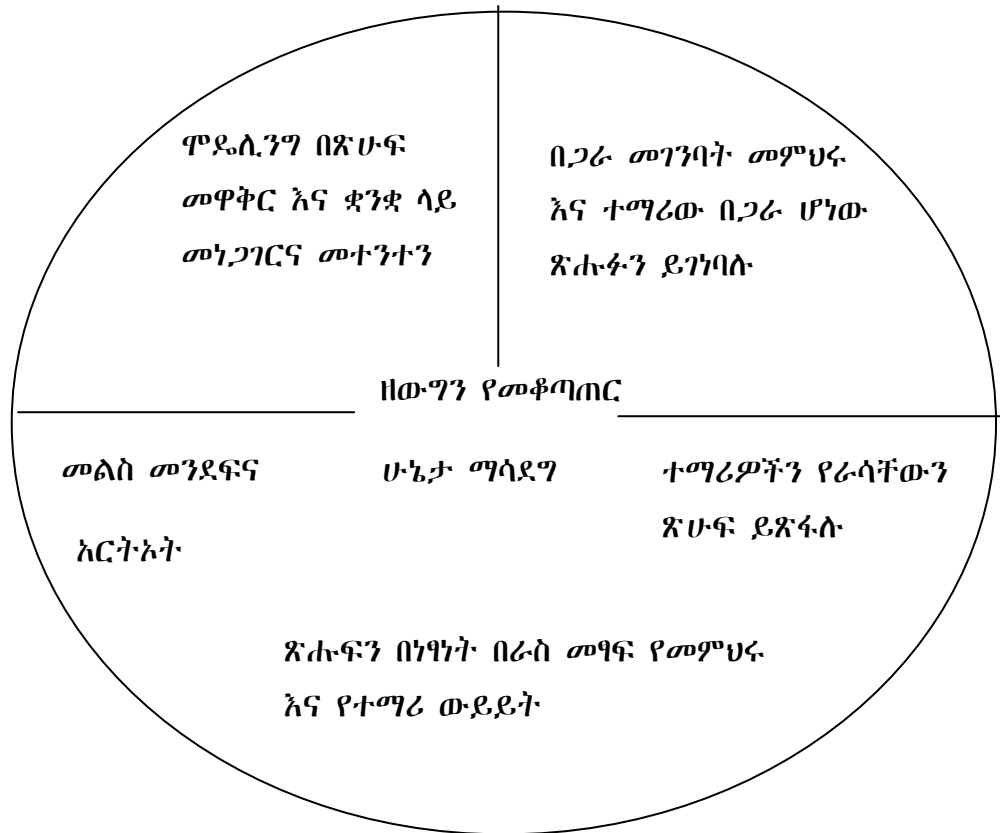 ሞዴሊንግ በጽሁፍ
መዋቅር እና ቋንቋ ላይ
መነጋገርና መተንተን
በጋራ መገንባት መምህሩ
እና ተማሪው በጋራ ሆነው
ጽሑፉን ይገነባሉ
ዘውግን የመቆጣጠር
ሁኔታ ማሳደግ
መልስ መንደፍና
አርትኦት
ተማሪዎችን የራሳቸውን
ጽሁፍ ይጽፋሉ
ጽሑፍን በነፃነት በራስ መፃፍ የመምህሩ
እና የተማሪ ውይይት